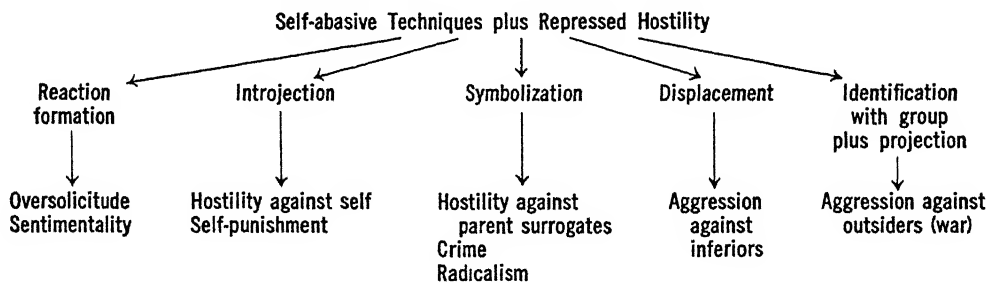 Self-abasive Techniques plus Repressed Hostility
Reaction
formation
Introjection
Symbolization
Displacement
Identification
with group
plus projection
Oversolicitude
Sentimentality
Hostility against self
Self-punishment
Hostility against
parent surrogates
Crime
Radicalism
Aggression
against
inferiors
Aggression against
outsiders (war)